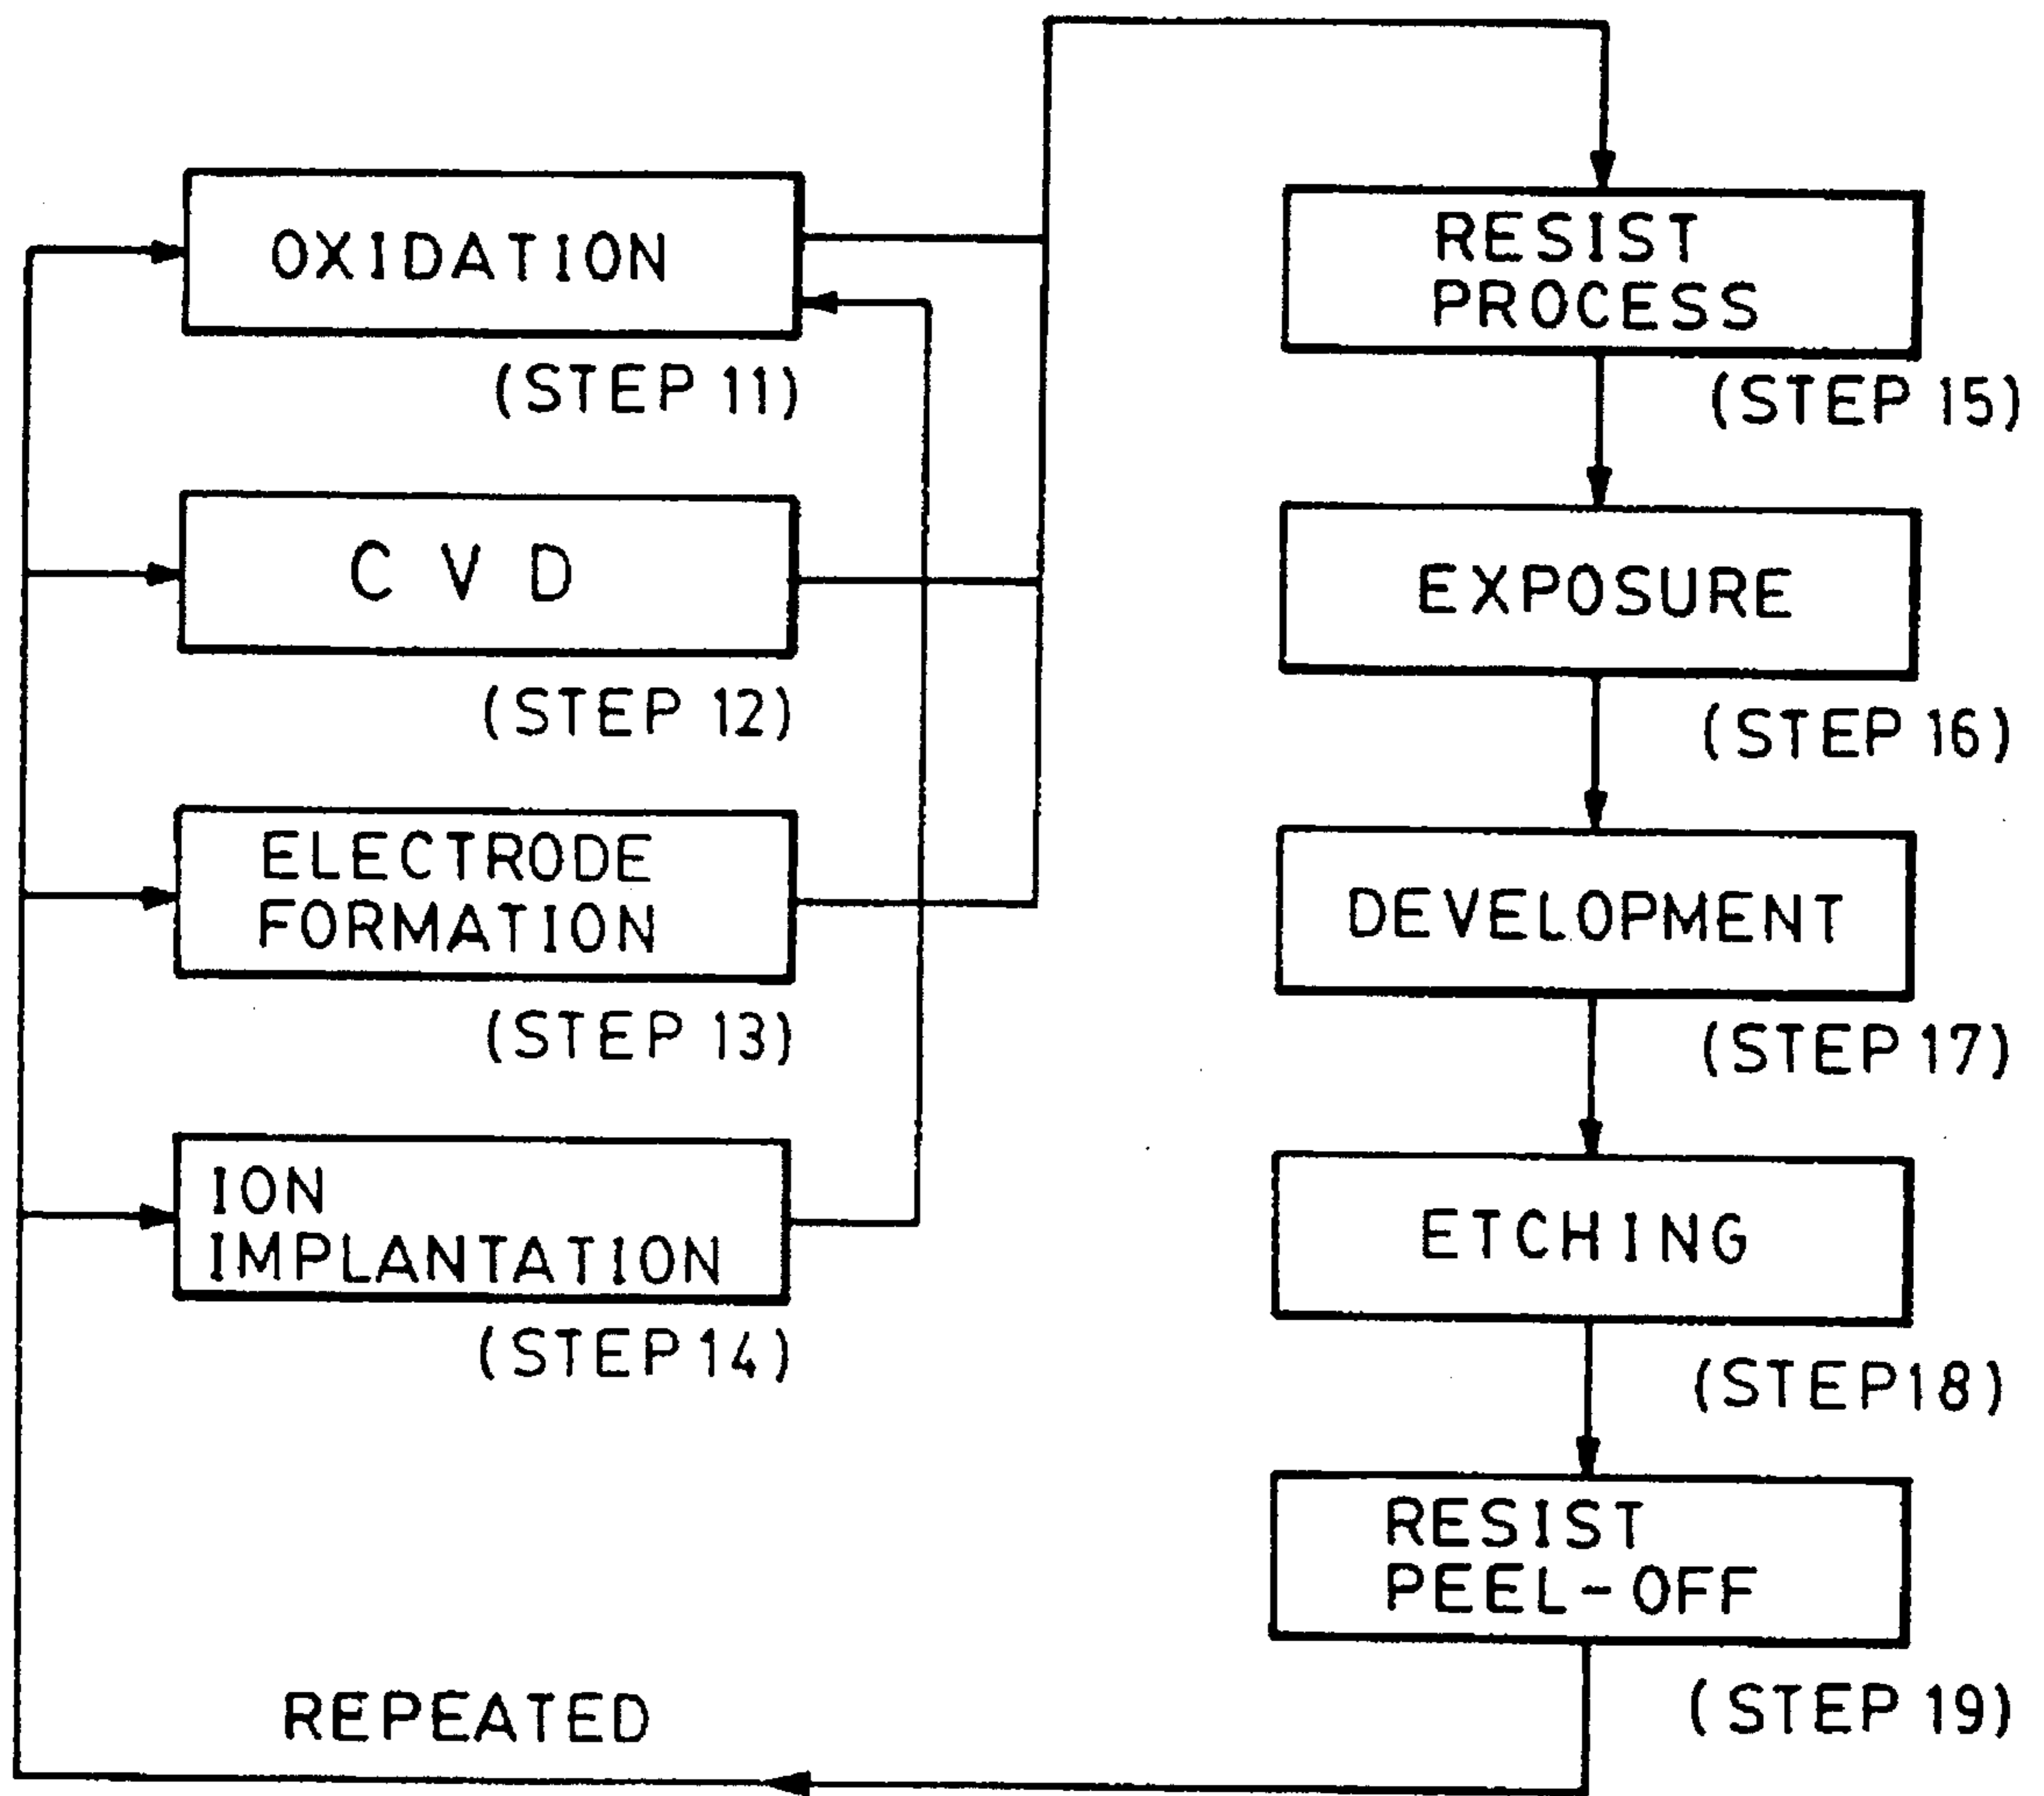 OXIDATION
(STEP 11)
C V D
(STEP 12)
ELECTRODE
FORMATION
(STEP 13)
ION
IMPLANTATION
(STEP 14)
REPEATED
RESIST
PROCESS
(STEP 15)
EXPOSURE
(STEP 16)
DEVELOPMENT
(STEP 17)
ETCHING
(STEP18)
RESIST
PEEL-OFF
(STEP 19)